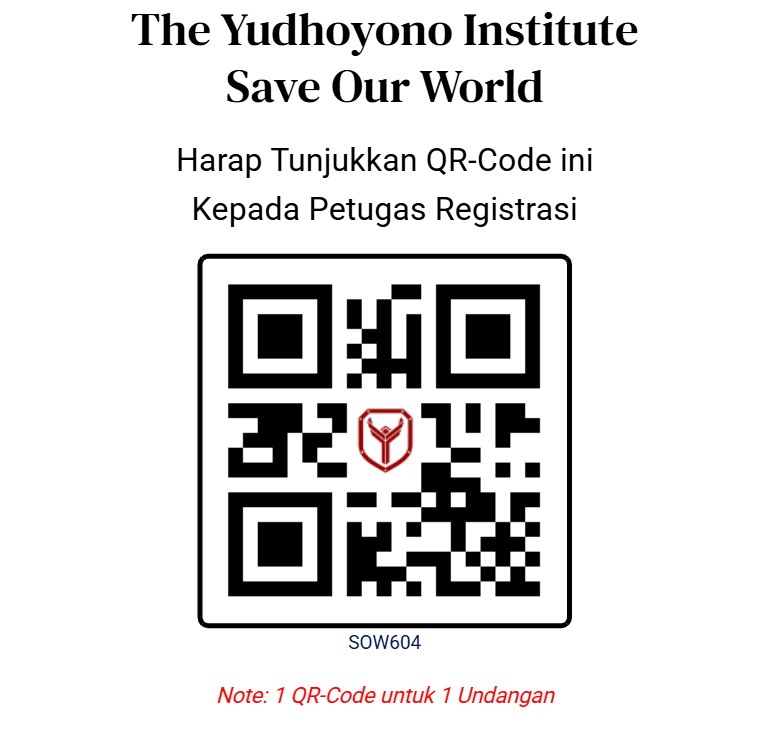 The Yudhoyono Institute
Save Our World
Harap Tunjukkan QR-Code ini
Kepada Petugas Registrasi
SOW604
Note: 1 QR-Code untuk 1 Undangan